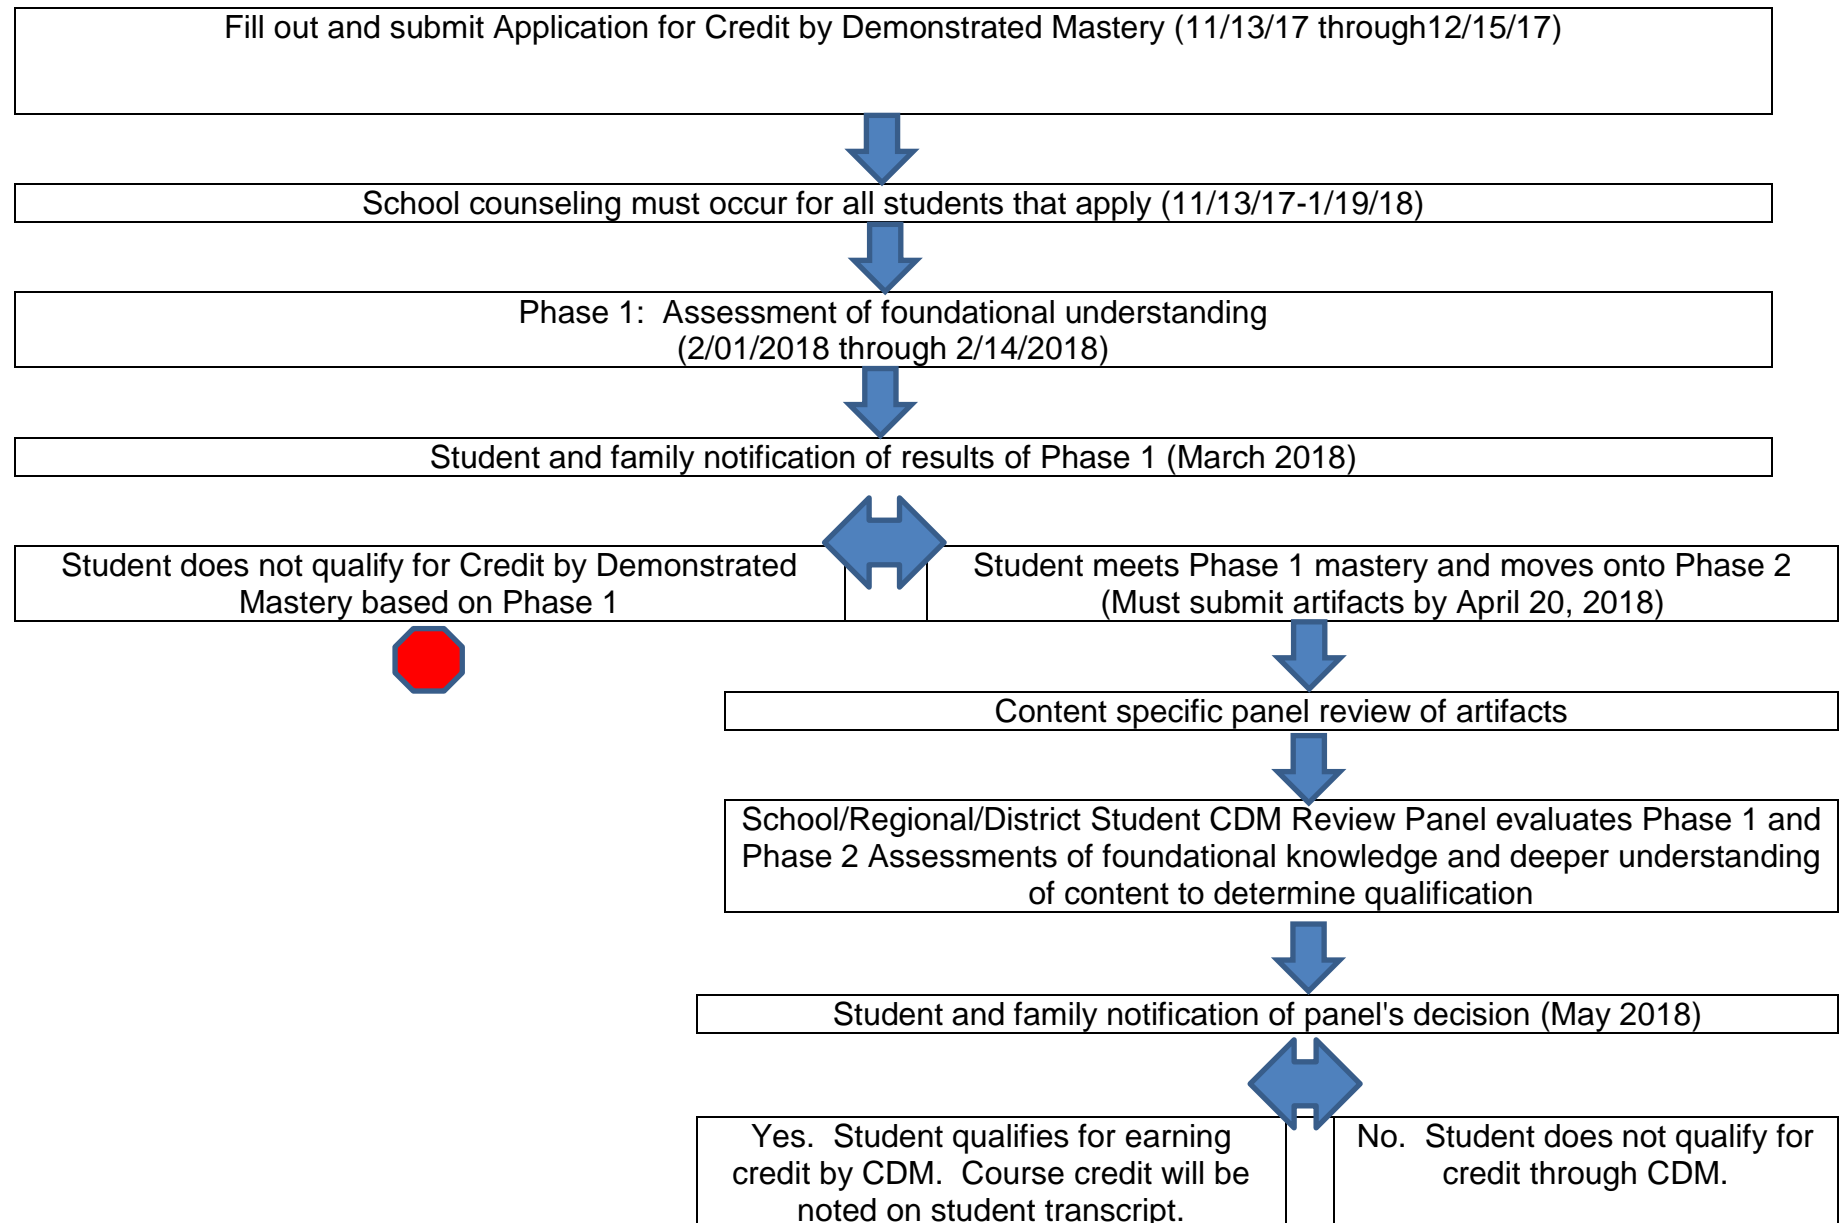 Fill out and submit Application for Credit by Demonstrated Mastery (11/13/17 through12/15/17)
School counseling must occur for all students that apply (11/13/17-1/19/18)
Phase 1:  Assessment of foundational understanding
(2/01/2018 through 2/14/2018)
Student and family notification of results of Phase 1 (March 2018)
Student does not qualify for Credit by Demonstrated
Mastery based on Phase 1
Student meets Phase 1 mastery and moves onto Phase 2
(Must submit artifacts by April 20, 2018)
Content specific panel review of artifacts
School/Regional/District Student CDM Review Panel evaluates Phase 1 and
Phase 2 Assessments of foundational knowledge and deeper understanding
of content to determine qualification
Student and family notification of panel's decision (May 2018)
Yes.  Student qualifies for earning
credit by CDM.  Course credit will be
noted on student transcript.
No.  Student does not qualify for
credit through CDM.